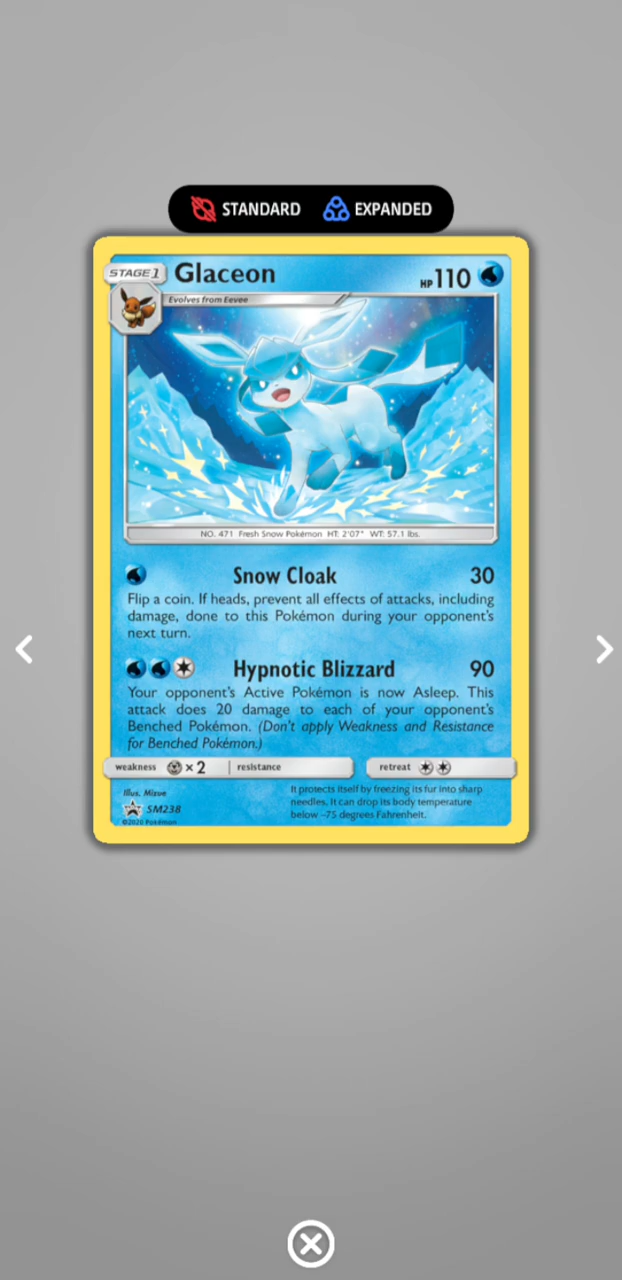 STANDARD EXPANDED
STAGE 1 Glaceon HP 110
Evolves from Eevee
NO. 471 Fresh Snow Pokémon HT: 2'07" WT: 57.1 lbs.
Snow Cloak 30
Flip a coin. If heads, prevent all effects of attacks, including
damage, done to this Pokémon during your opponent's
next turn.
Hypnotic Blizzard 90
Your opponent's Active Pokémon is now Asleep. This
attack does 20 damage to each of your opponent's
Benched Pokémon. (Don't apply Weakness and Resistance
for Benched Pokémon.)
weakness × 2 resistance retreat
Illus. Mizue
SM238
©2020 Pokémon
It protects itself by freezing its fur into sharp
needles. It can drop its body temperature
below –75 degrees Fahrenheit.